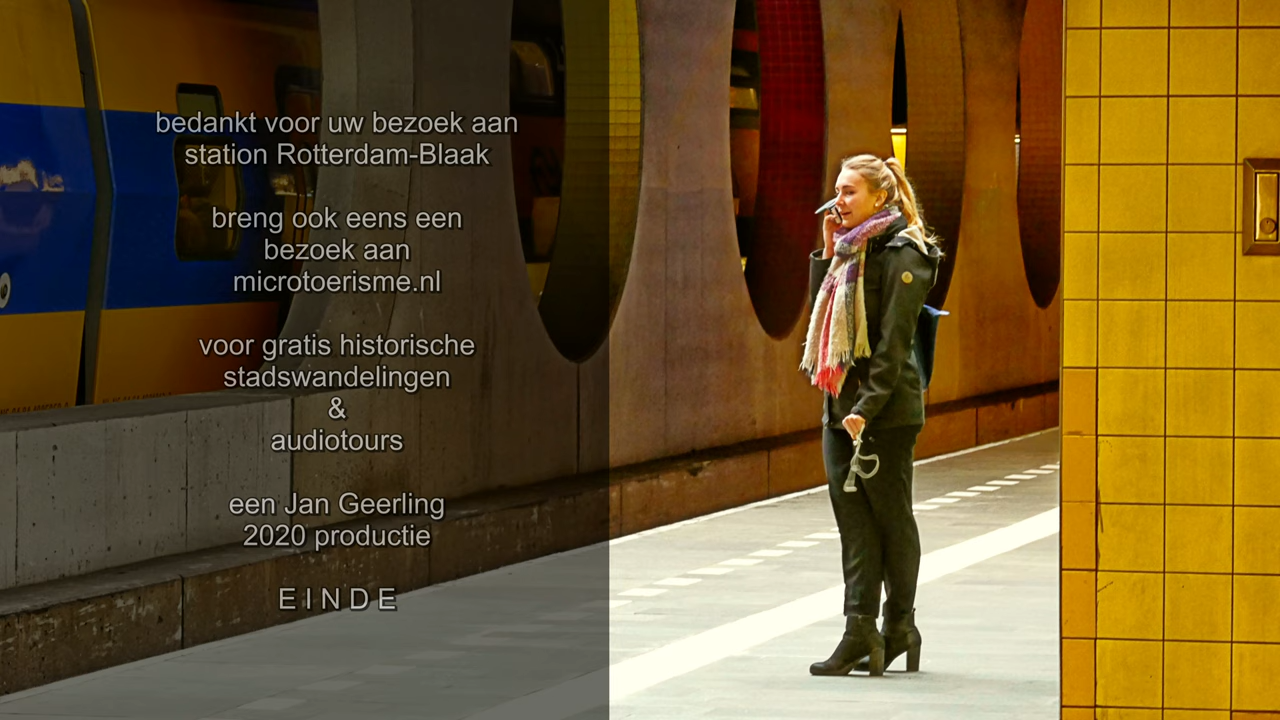 bedankt voor uw bezoek aan
station Rotterdam-Blaak
breng ook eens een
bezoek aan
microtoerisme.nl
voor gratis historische
stadswandelingen
&
audiotours
een Jan Geerling
2020 productie
E I N D E